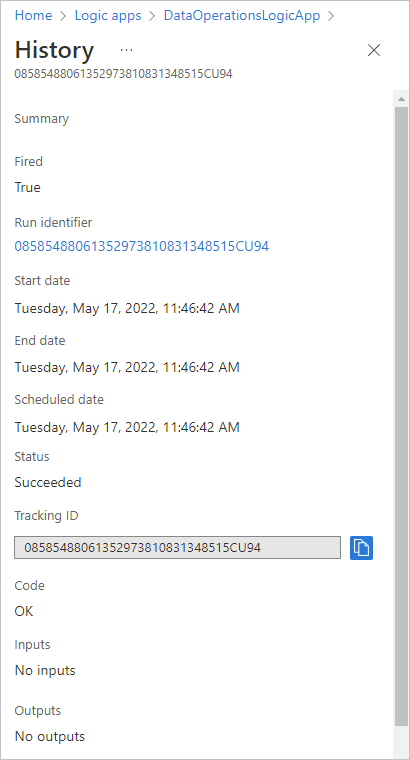 Home > Logic apps > DataOperationsLogicApp >
History ...
08585488061352973810831348515CU94
Summary
Fired
True
Run identifier
08585488061352973810831348515CU94
Start date
Tuesday, May 17, 2022, 11:46:42 AM
End date
Tuesday, May 17, 2022, 11:46:42 AM
Scheduled date
Tuesday, May 17, 2022, 11:46:42 AM
Status
Succeeded
Tracking ID
08585488061352973810831348515CU94
Code
OK
Inputs
No inputs
Outputs
No outputs